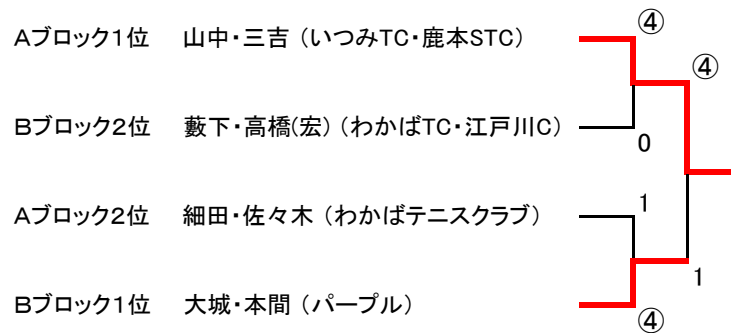 Aブロック1位 山中・三吉 (いつみTC・鹿本STC) ④
④
Bブロック2位 藪下・高橋(宏) (わかばTC・江戸川C) 0
Aブロック2位 細田・佐々木 (わかばテニスクラブ) 1
1
Bブロック1位 大城・本間 (パープル) ④